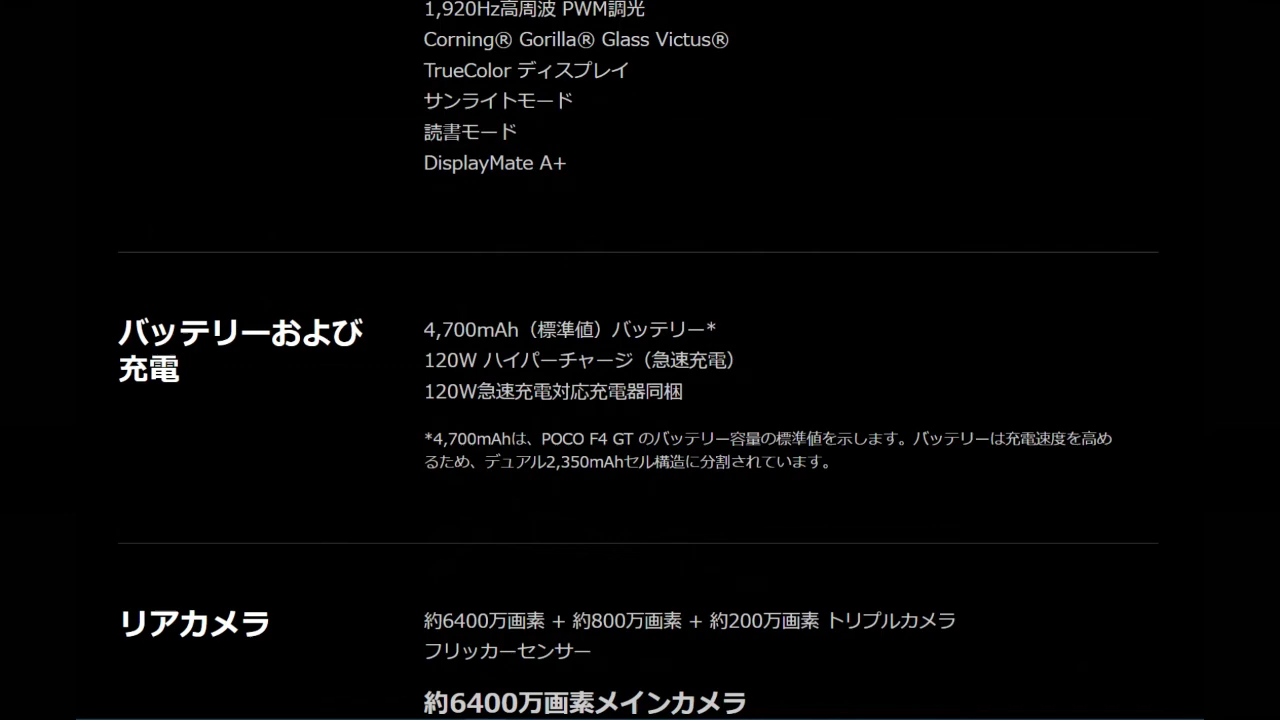 1,920Hz高周波 PWM調光
Corning® Gorilla® Glass Victus®
TrueColor ディスプレイ
サンライトモード
読書モード
DisplayMate A+
バッテリーおよび
充電
4,700mAh（標準値）バッテリー*
120W ハイパーチャージ（急速充電）
120W急速充電対応充電器同梱
*4,700mAhは、POCO F4 GT のバッテリー容量の標準値を示します。バッテリーは充電速度を高め
るため、デュアル2,350mAhセル構造に分割されています。
リアカメラ
約6400万画素 + 約800万画素 + 約200万画素 トリプルカメラ
フリッカーセンサー
約6400万画素メインカメラ